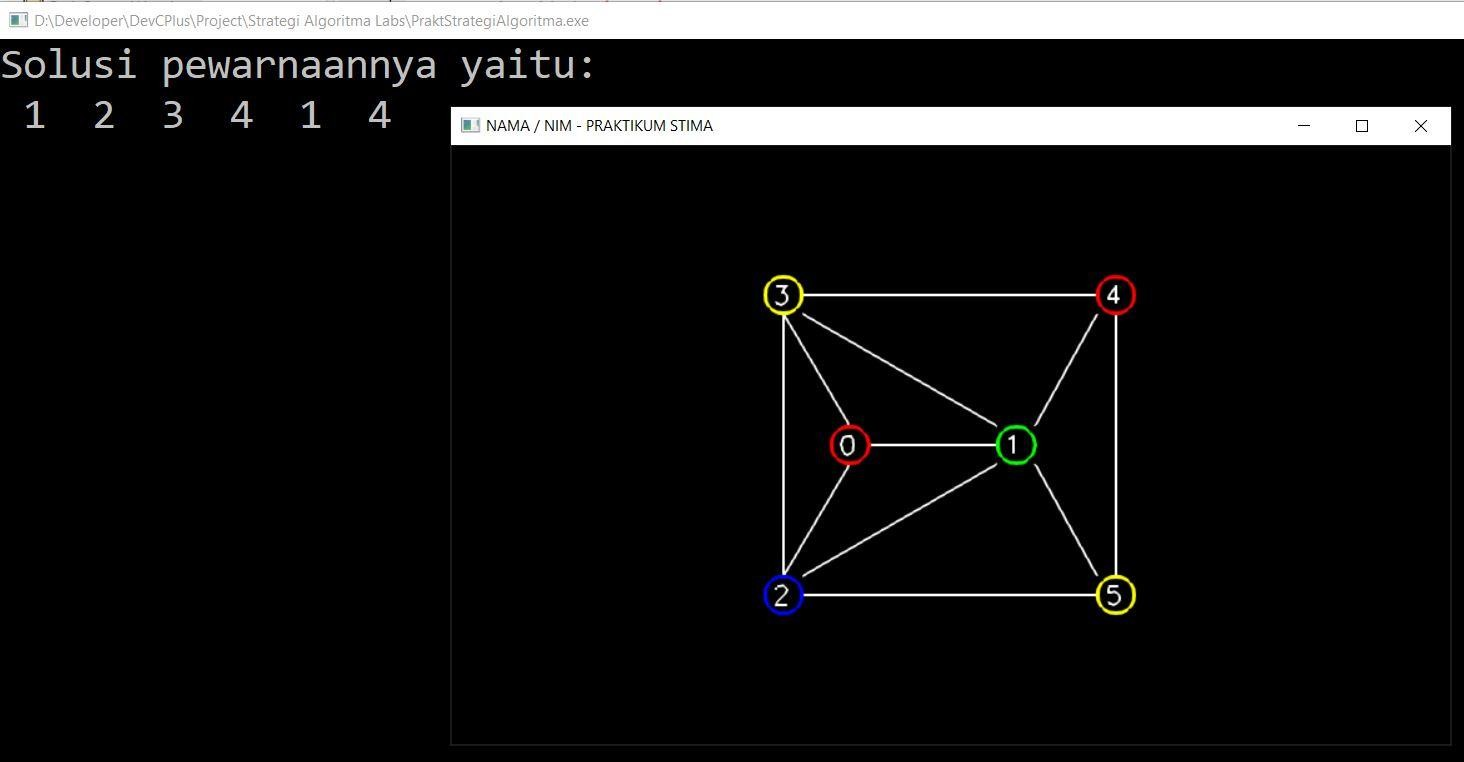 D:\Developer\DevCPlus\Project\Strategi Algoritma Labs\PraktStrategiAlgoritma.exe
Solusi pewarnaannya yaitu:
1 2 3 4 1 4
NAMA / NIM - PRAKTIKUM STIMA
3 4
0 1
2 5